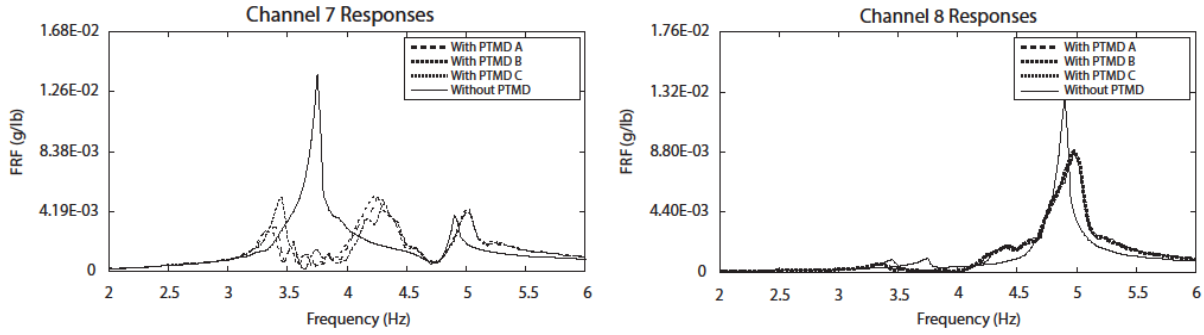 Channel 7 Responses
1.68E-02
1.26E-02
8.38E-03
4.19E-03
0
FRF (g/lb)
With PTMD A
With PTMD B
With PTMD C
Without PTMD
2 2.5 3 3.5 4 4.5 5 5.5 6
Frequency (Hz)
Channel 8 Responses
1.76E-02
1.32E-02
8.80E-03
4.40E-03
0
FRF (g/lb)
With PTMD A
With PTMD B
With PTMD C
Without PTMD
2 2.5 3 3.5 4 4.5 5 5.5 6
Frequency (Hz)